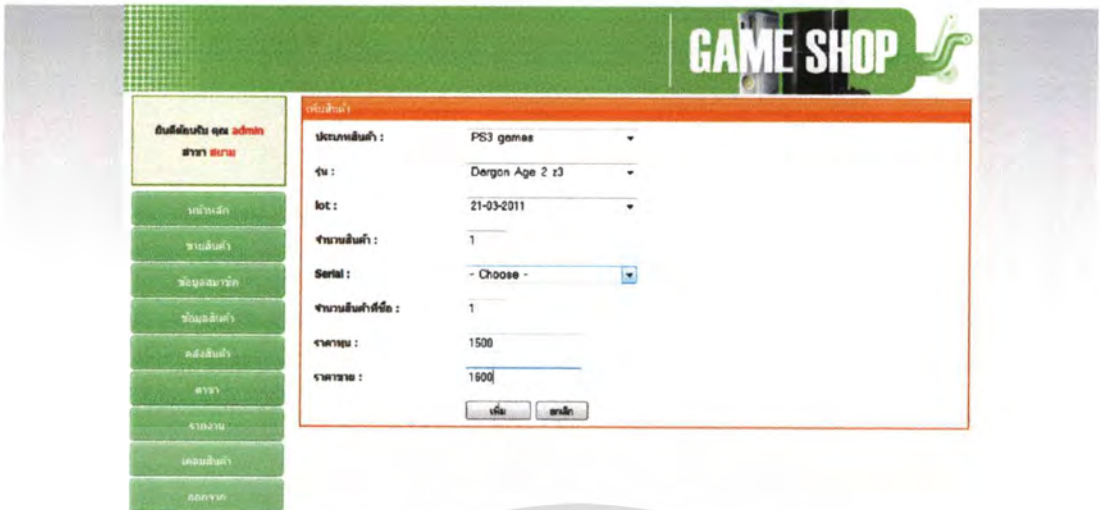 GAME SHOP
ยินดีต้อนรับ คุณ admin
สาขา สยาม
หน้าหลัก
ขายสินค้า
ข้อมูลสมาชิก
ข้อมูลสินค้า
คลังสินค้า
สาขา
รายงาน
เคลมสินค้า
ออกจาก
เพิ่มสินค้า
ประเภทสินค้า : PS3 games
รุ่น : Dargon Age 2 z3
lot : 21-03-2011
จำนวนสินค้า : 1
Serial : - Choose -
จำนวนสินค้าที่ซื้อ : 1
ราคาทุน : 1500
ราคาขาย : 1600
เพิ่ม ยกเลิก